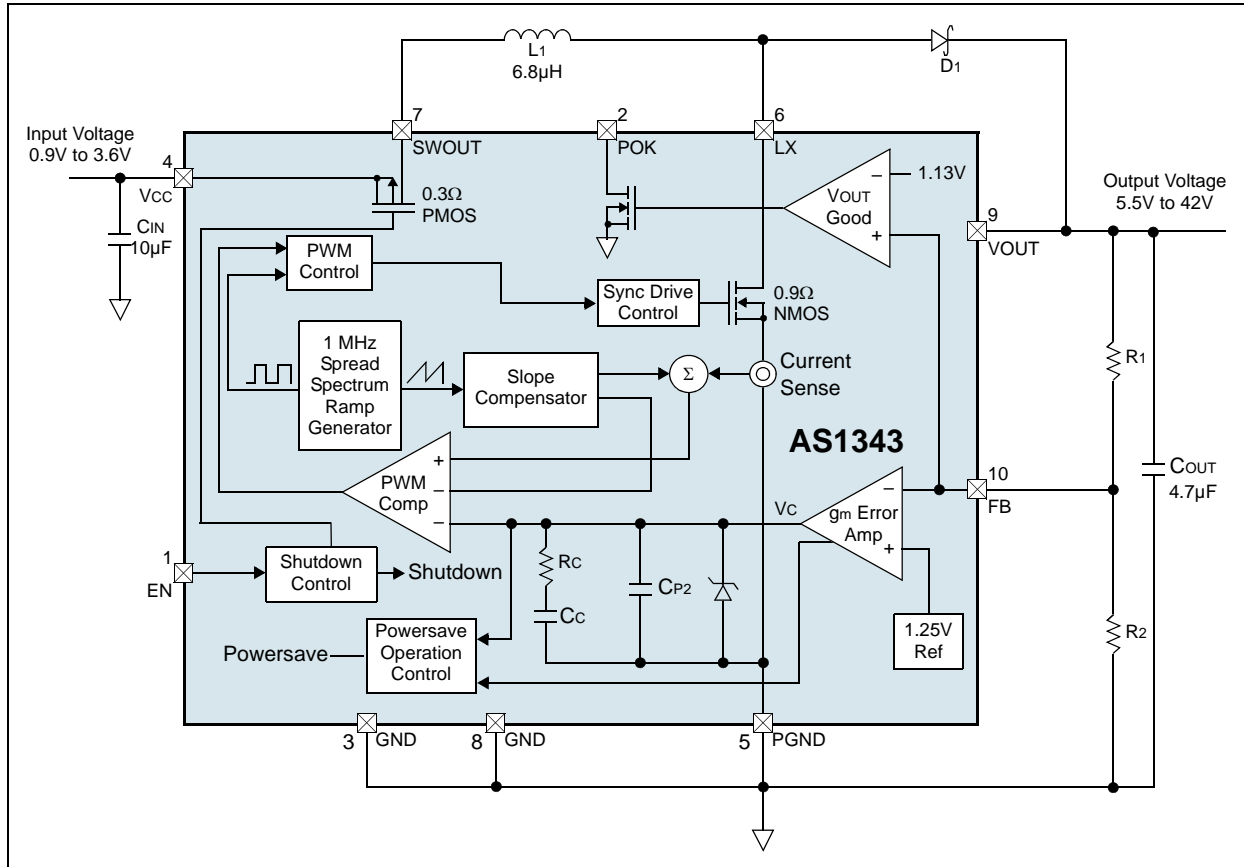 L1
6.8µH
D1
7
2
6
SWOUT
POK
LX
Input Voltage
0.9V to 3.6V
4
VCC
CIN
10µF
0.3Ω
PMOS
1.13V
VOUT
Good
−
+
Output Voltage
5.5V to 42V
9
VOUT
PWM
Control
Sync Drive
Control
0.9Ω
NMOS
1 MHz
Spread
Spectrum
Ramp
Generator
Slope
Compensator
Σ
Current
Sense
R1
AS1343
COUT
4.7µF
PWM
Comp
+
−
−
VC
gm Error
Amp
−
+
10
FB
1
EN
Shutdown
Control
Shutdown
RC
CC
CP2
1.25V
Ref
R2
Powersave
Powersave
Operation
Control
3
GND
8
GND
5
PGND